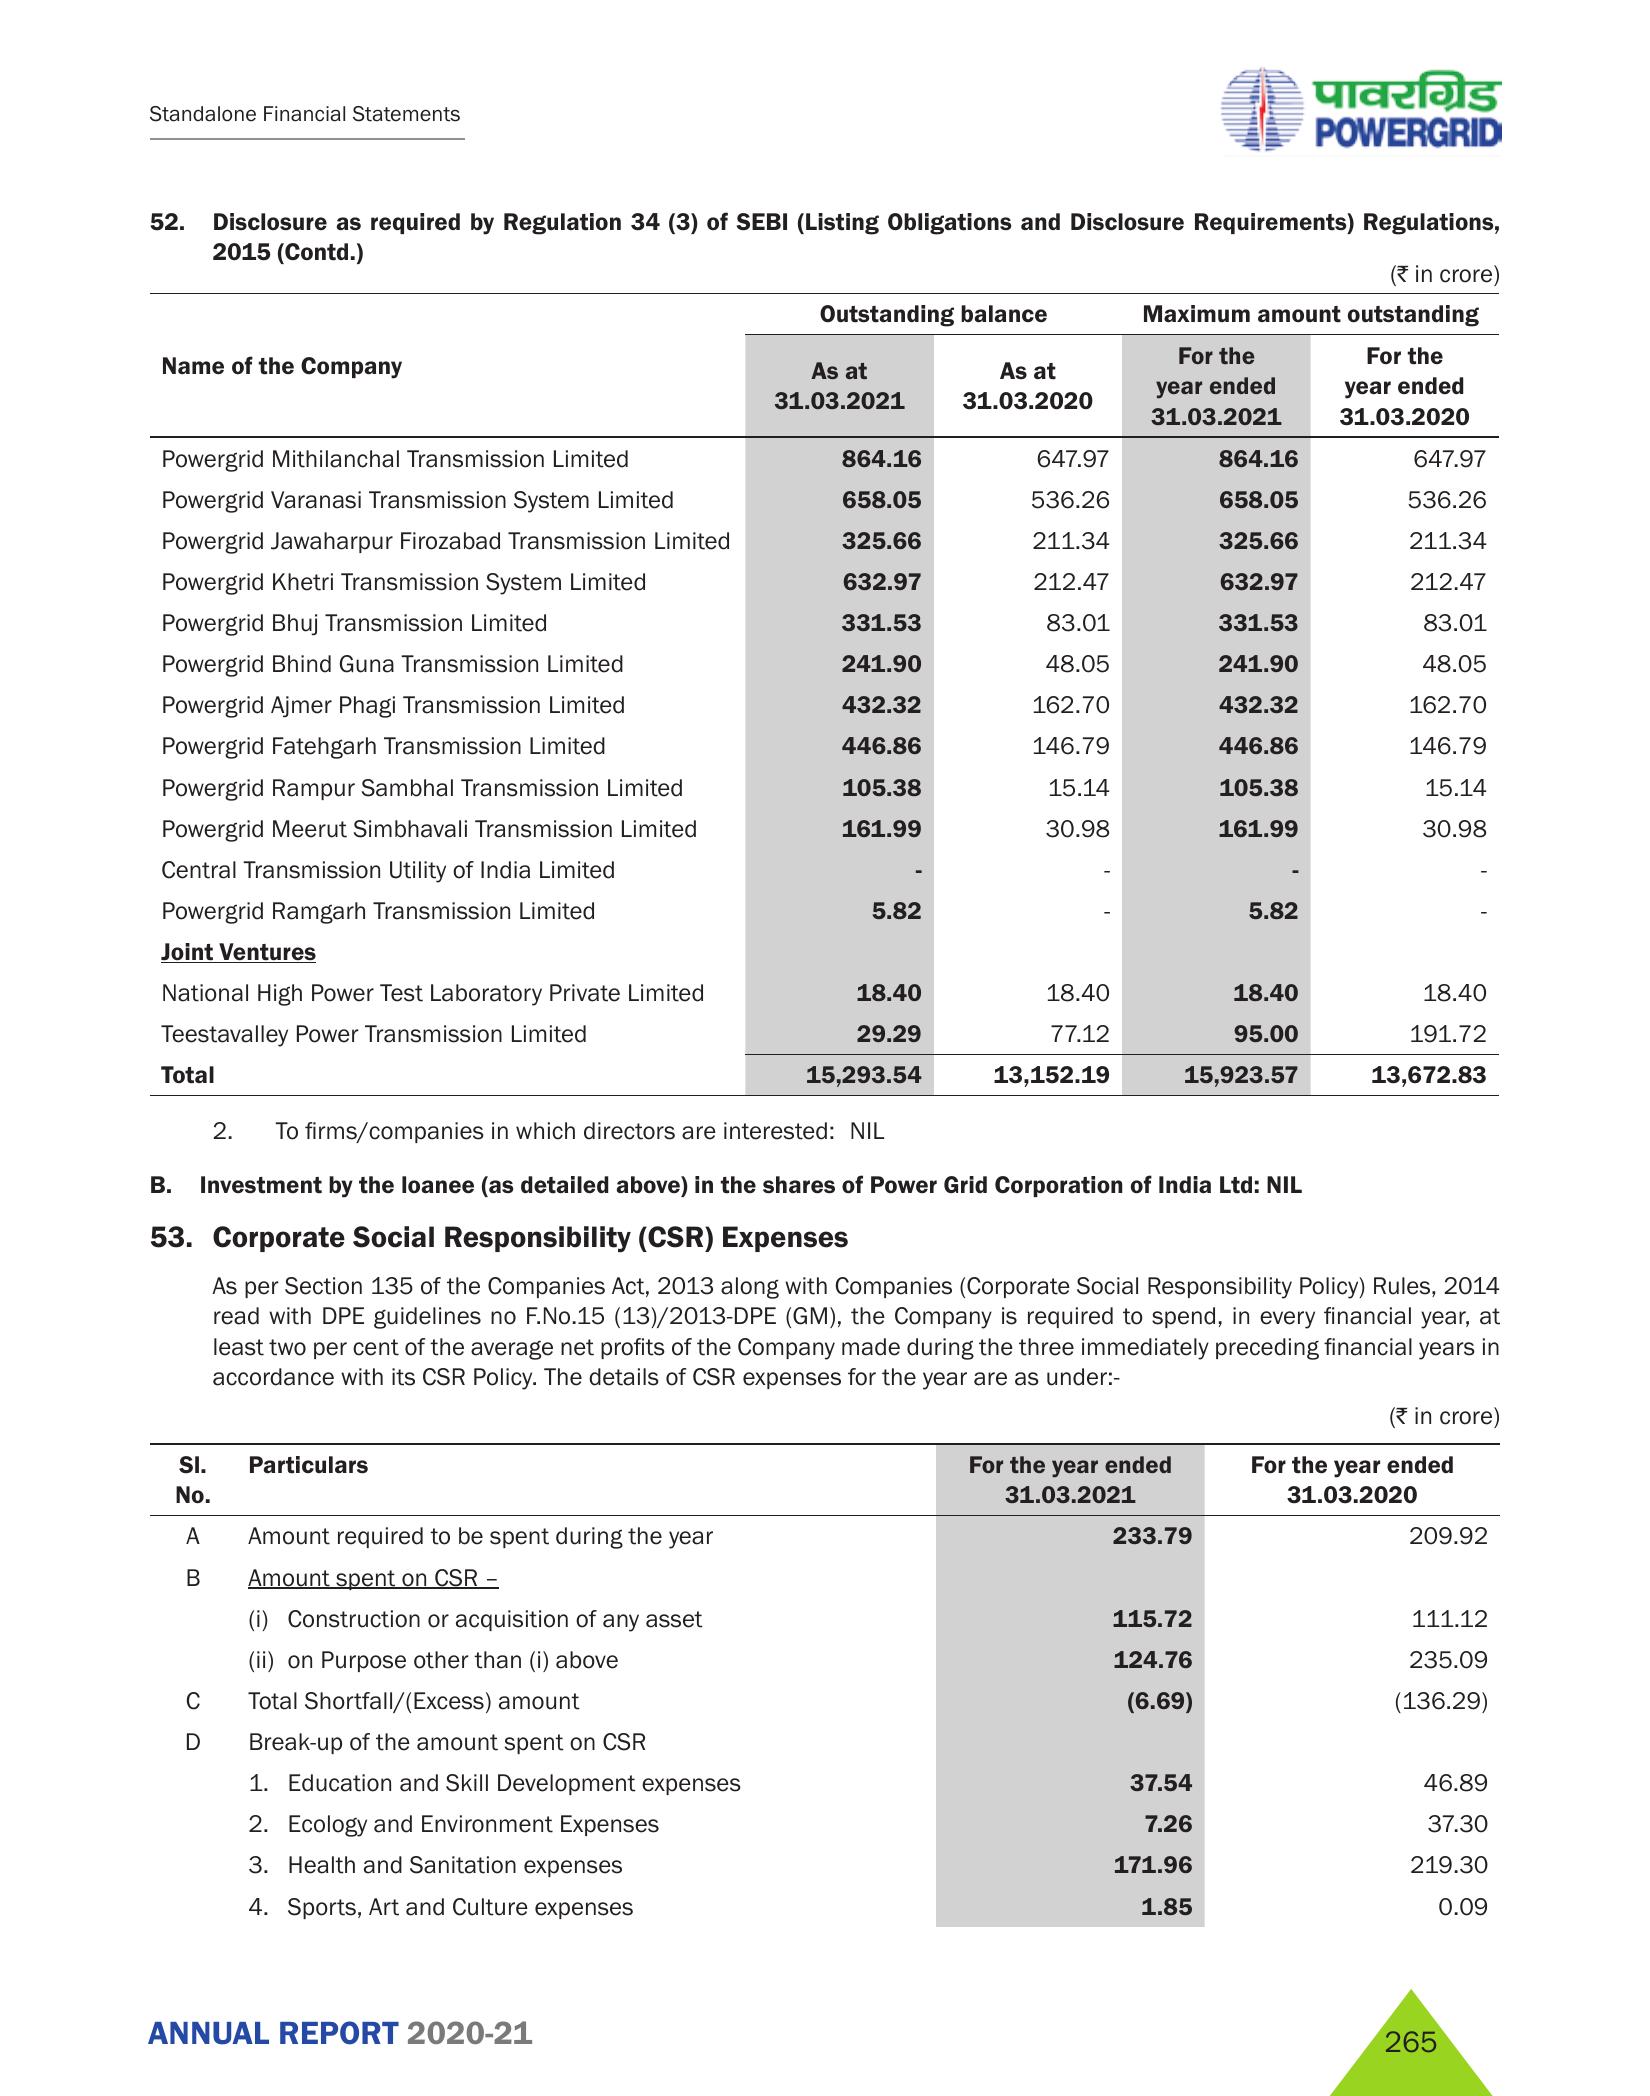 Standalone Financial Statements
पावरग्रिड
POWERGRID
52. Disclosure as required by Regulation 34 (3) of SEBI (Listing Obligations and Disclosure Requirements) Regulations,
2015 (Contd.)
(₹ in crore)
Outstanding balance Maximum amount outstanding
Name of the Company As at 31.03.2021 As at 31.03.2020 For the year ended 31.03.2021 For the year ended 31.03.2020
Powergrid Mithilanchal Transmission Limited 864.16 647.97 864.16 647.97
Powergrid Varanasi Transmission System Limited 658.05 536.26 658.05 536.26
Powergrid Jawaharpur Firozabad Transmission Limited 325.66 211.34 325.66 211.34
Powergrid Khetri Transmission System Limited 632.97 212.47 632.97 212.47
Powergrid Bhuj Transmission Limited 331.53 83.01 331.53 83.01
Powergrid Bhind Guna Transmission Limited 241.90 48.05 241.90 48.05
Powergrid Ajmer Phagi Transmission Limited 432.32 162.70 432.32 162.70
Powergrid Fatehgarh Transmission Limited 446.86 146.79 446.86 146.79
Powergrid Rampur Sambhal Transmission Limited 105.38 15.14 105.38 15.14
Powergrid Meerut Simbhavali Transmission Limited 161.99 30.98 161.99 30.98
Central Transmission Utility of India Limited - - - -
Powergrid Ramgarh Transmission Limited 5.82 - 5.82 -
Joint Ventures
National High Power Test Laboratory Private Limited 18.40 18.40 18.40 18.40
Teestavalley Power Transmission Limited 29.29 77.12 95.00 191.72
Total 15,293.54 13,152.19 15,923.57 13,672.83
2. To firms/companies in which directors are interested: NIL
B. Investment by the loanee (as detailed above) in the shares of Power Grid Corporation of India Ltd: NIL
53. Corporate Social Responsibility (CSR) Expenses
As per Section 135 of the Companies Act, 2013 along with Companies (Corporate Social Responsibility Policy) Rules, 2014
read with DPE guidelines no F.No.15 (13)/2013-DPE (GM), the Company is required to spend, in every financial year, at
least two per cent of the average net profits of the Company made during the three immediately preceding financial years in
accordance with its CSR Policy. The details of CSR expenses for the year are as under:-
(₹ in crore)
Sl. No. Particulars For the year ended 31.03.2021 For the year ended 31.03.2020
A Amount required to be spent during the year 233.79 209.92
B Amount spent on CSR –
(i) Construction or acquisition of any asset 115.72 111.12
(ii) on Purpose other than (i) above 124.76 235.09
C Total Shortfall/(Excess) amount (6.69) (136.29)
D Break-up of the amount spent on CSR
1. Education and Skill Development expenses 37.54 46.89
2. Ecology and Environment Expenses 7.26 37.30
3. Health and Sanitation expenses 171.96 219.30
4. Sports, Art and Culture expenses 1.85 0.09
ANNUAL REPORT 2020-21
265